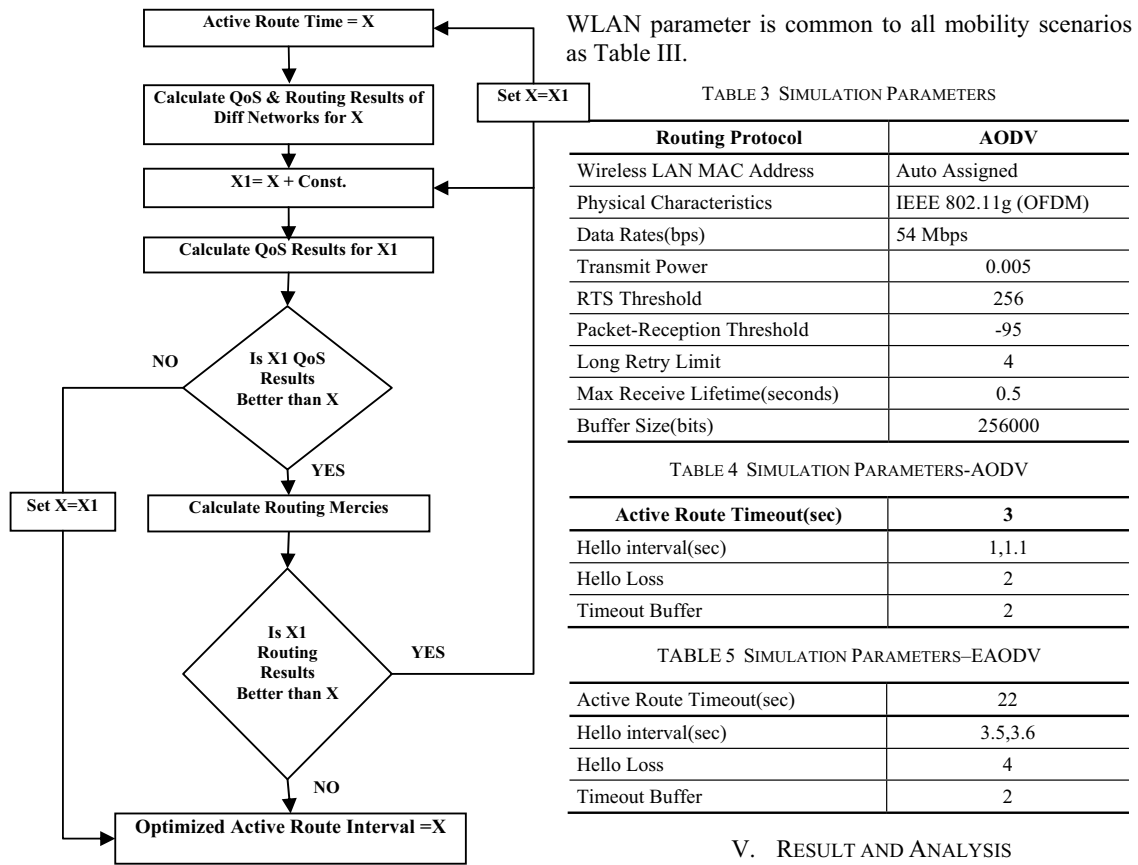 Active Route Time = X
Calculate QoS & Routing Results of
Diff Networks for X
X1= X + Const.
Calculate QoS Results for X1
Is X1 QoS
Results
Better than X
NO
YES
Set X=X1
Calculate Routing Mercies
Is X1
Routing
Results
Better than X
YES
NO
Optimized Active Route Interval =X
Set X=X1
WLAN parameter is common to all mobility scenarios
as Table III.
TABLE 3 SIMULATION PARAMETERS
Routing Protocol AODV
Wireless LAN MAC Address Auto Assigned
Physical Characteristics IEEE 802.11g (OFDM)
Data Rates(bps) 54 Mbps
Transmit Power 0.005
RTS Threshold 256
Packet-Reception Threshold -95
Long Retry Limit 4
Max Receive Lifetime(seconds) 0.5
Buffer Size(bits) 256000
TABLE 4 SIMULATION PARAMETERS-AODV
Active Route Timeout(sec) 3
Hello interval(sec) 1,1.1
Hello Loss 2
Timeout Buffer 2
TABLE 5 SIMULATION PARAMETERS–EAODV
Active Route Timeout(sec) 22
Hello interval(sec) 3.5,3.6
Hello Loss 4
Timeout Buffer 2
V. RESULT AND ANALYSIS